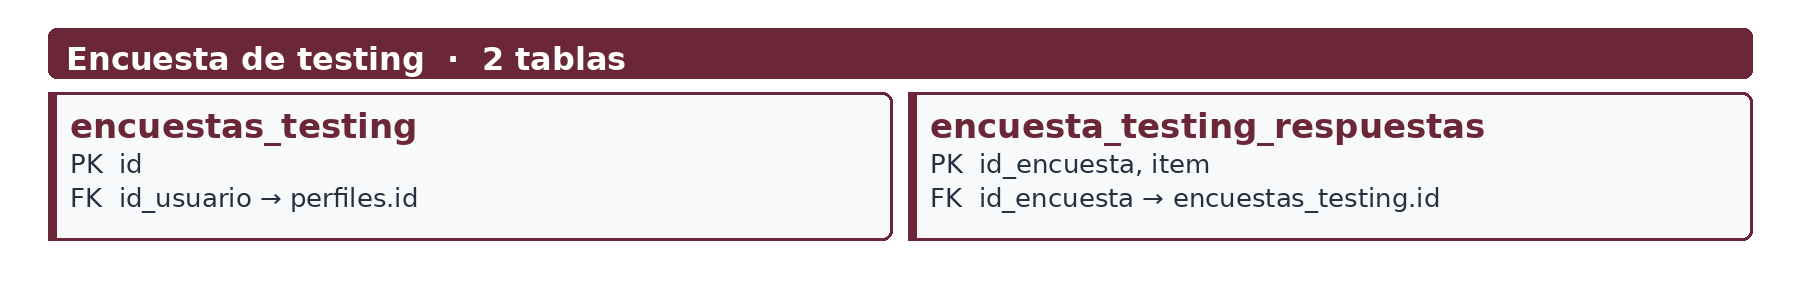 Encuesta de testing · 2 tablas
encuestas_testing
PK id
FK id_usuario → perfiles.id
encuesta_testing_respuestas
PK id_encuesta, item
FK id_encuesta → encuestas_testing.id